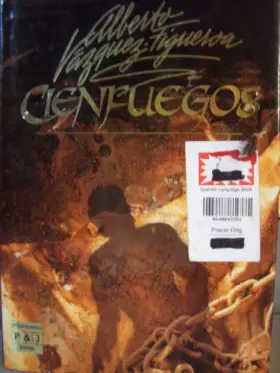 Alberto
Vázquez-Figueroa
CIENFUEGOS
Spanish Language Book
Precio Orig.
P&J